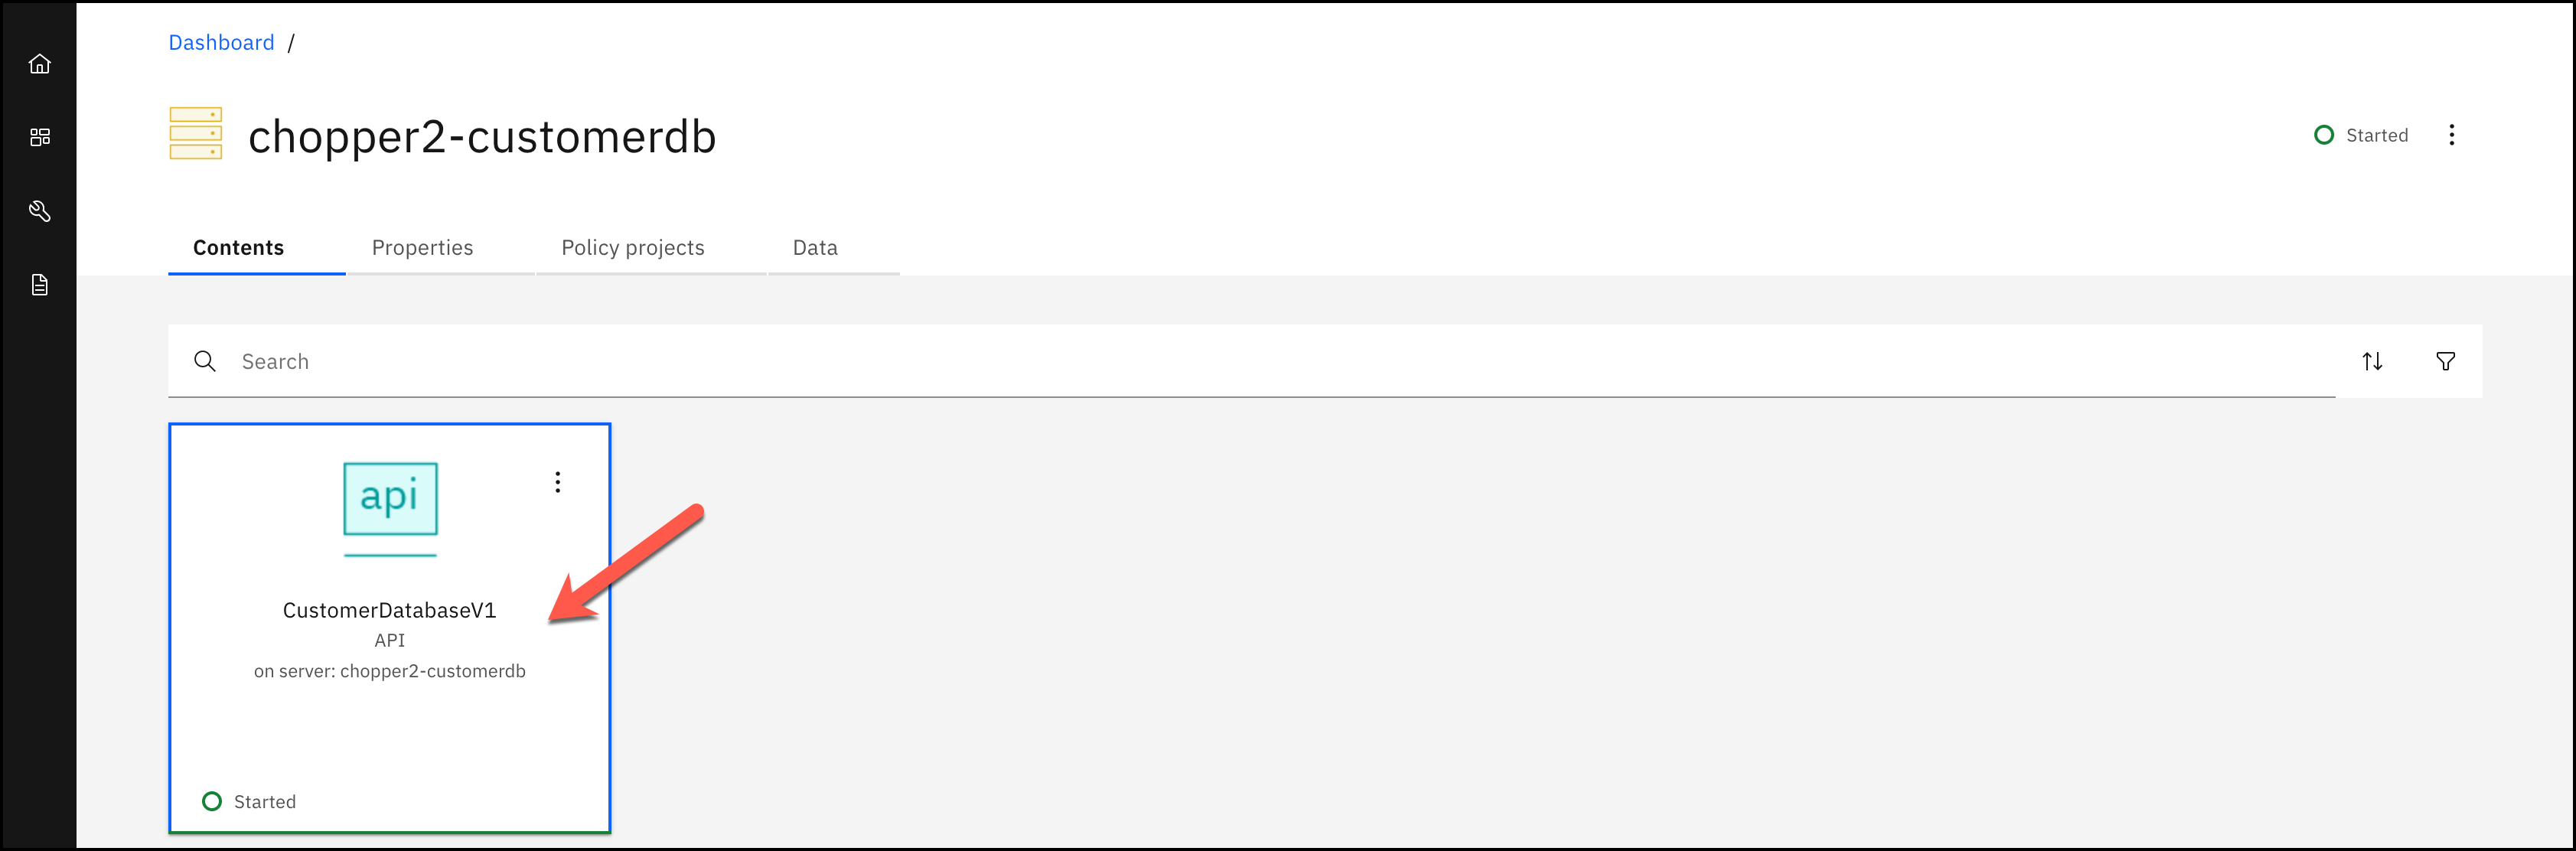 Dashboard /
chopper2-customerdb
Started
Contents Properties Policy projects Data
Search
api
CustomerDatabaseV1
API
on server: chopper2-customerdb
Started